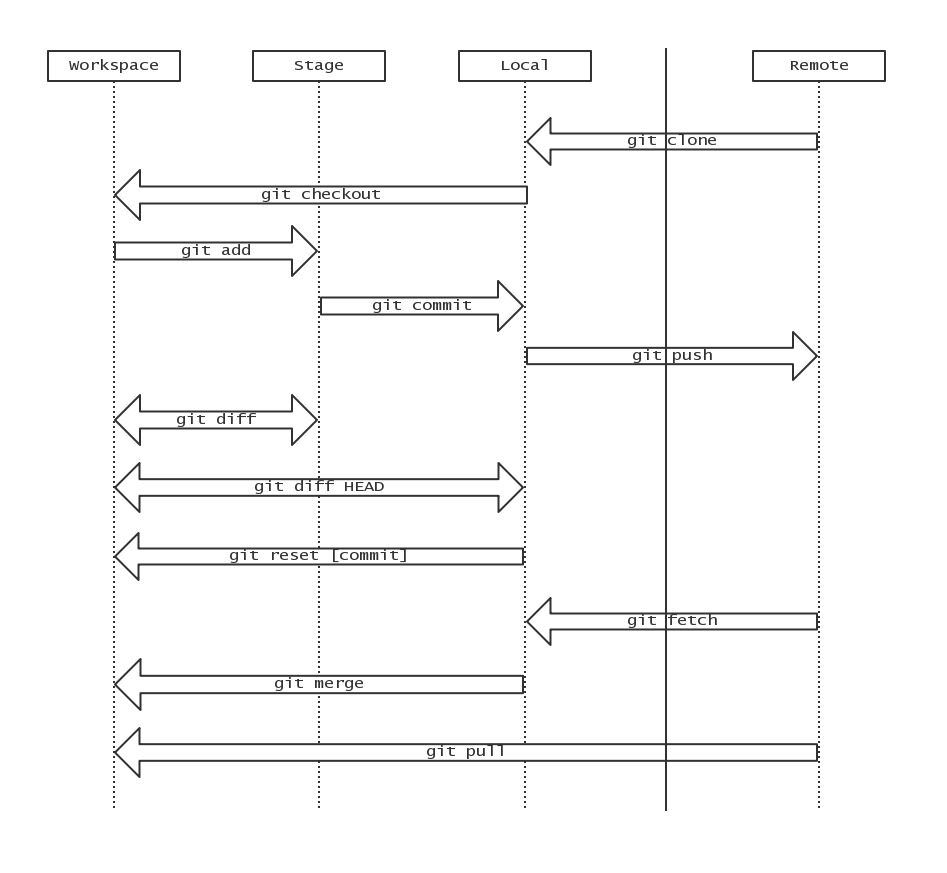 Workspace
Stage
Local
Remote
git clone
git checkout
git add
git commit
git push
git diff
git diff HEAD
git reset [commit]
git fetch
git merge
git pull